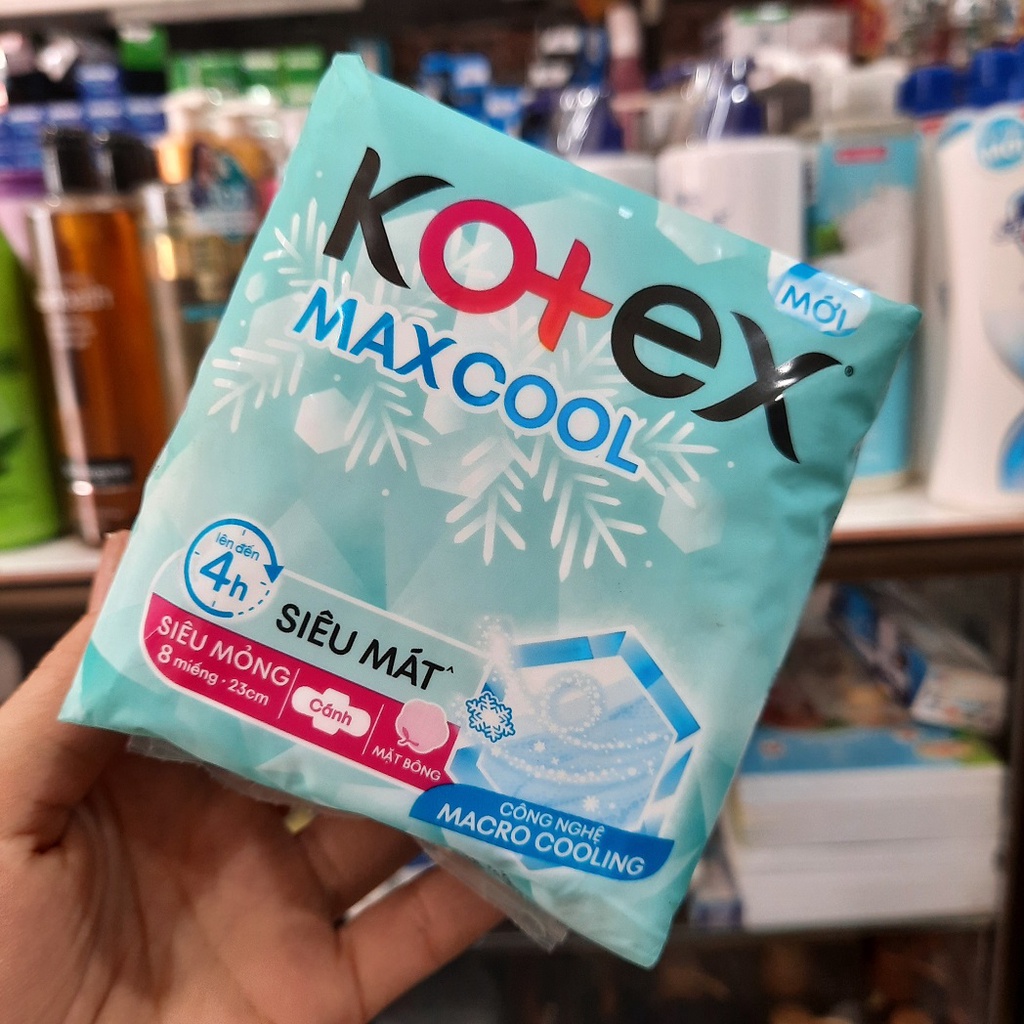 Kotex
MỚI
MAXCOOL
lên đến
4h
SIÊU MÁT^
SIÊU MỎNG
8 miếng · 23cm
Cánh
MẶT BÔNG
CÔNG NGHỆ
MACRO COOLING